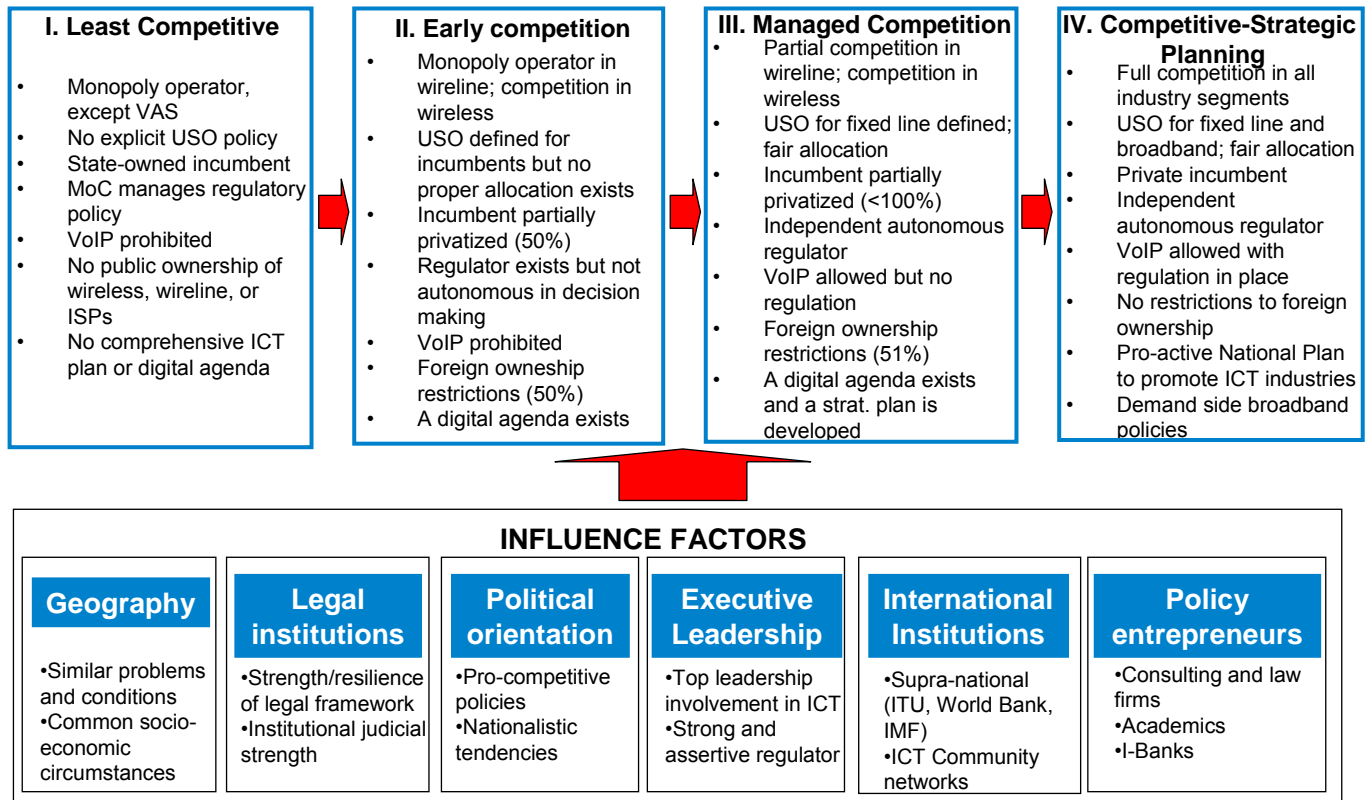 I. Least Competitive
• Monopoly operator,
except VAS
• No explicit USO policy
• State-owned incumbent
• MoC manages regulatory
policy
• VoIP prohibited
• No public ownership of
wireless, wireline, or
ISPs
• No comprehensive ICT
plan or digital agenda
II. Early competition
• Monopoly operator in
wireline; competition in
wireless
• USO defined for
incumbents but no
proper allocation exists
• Incumbent partially
privatized (50%)
• Regulator exists but not
autonomous in decision
making
• VoIP prohibited
• Foreign owneship
restrictions (50%)
• A digital agenda exists
III. Managed Competition
• Partial competition in
wireline; competition in
wireless
• USO for fixed line defined;
fair allocation
• Incumbent partially
privatized (<100%)
• Independent autonomous
regulator
• VoIP allowed but no
regulation
• Foreign ownership
restrictions (51%)
• A digital agenda exists
and a strat. plan is
developed
IV. Competitive-Strategic
Planning
• Full competition in all
industry segments
• USO for fixed line and
broadband; fair allocation
• Private incumbent
• Independent
autonomous regulator
• VoIP allowed with
regulation in place
• No restrictions to foreign
ownership
• Pro-active National Plan
to promote ICT industries
• Demand side broadband
policies
INFLUENCE FACTORS
Geography
•Similar problems
and conditions
•Common socio-
economic
circumstances
Legal
institutions
•Strength/resilience
of legal framework
•Institutional judicial
strength
Political
orientation
•Pro-competitive
policies
•Nationalistic
tendencies
Executive
Leadership
•Top leadership
involvement in ICT
•Strong and
assertive regulator
International
Institutions
•Supra-national
(ITU, World Bank,
IMF)
•ICT Community
networks
Policy
entrepreneurs
•Consulting and law
firms
•Academics
•I-Banks